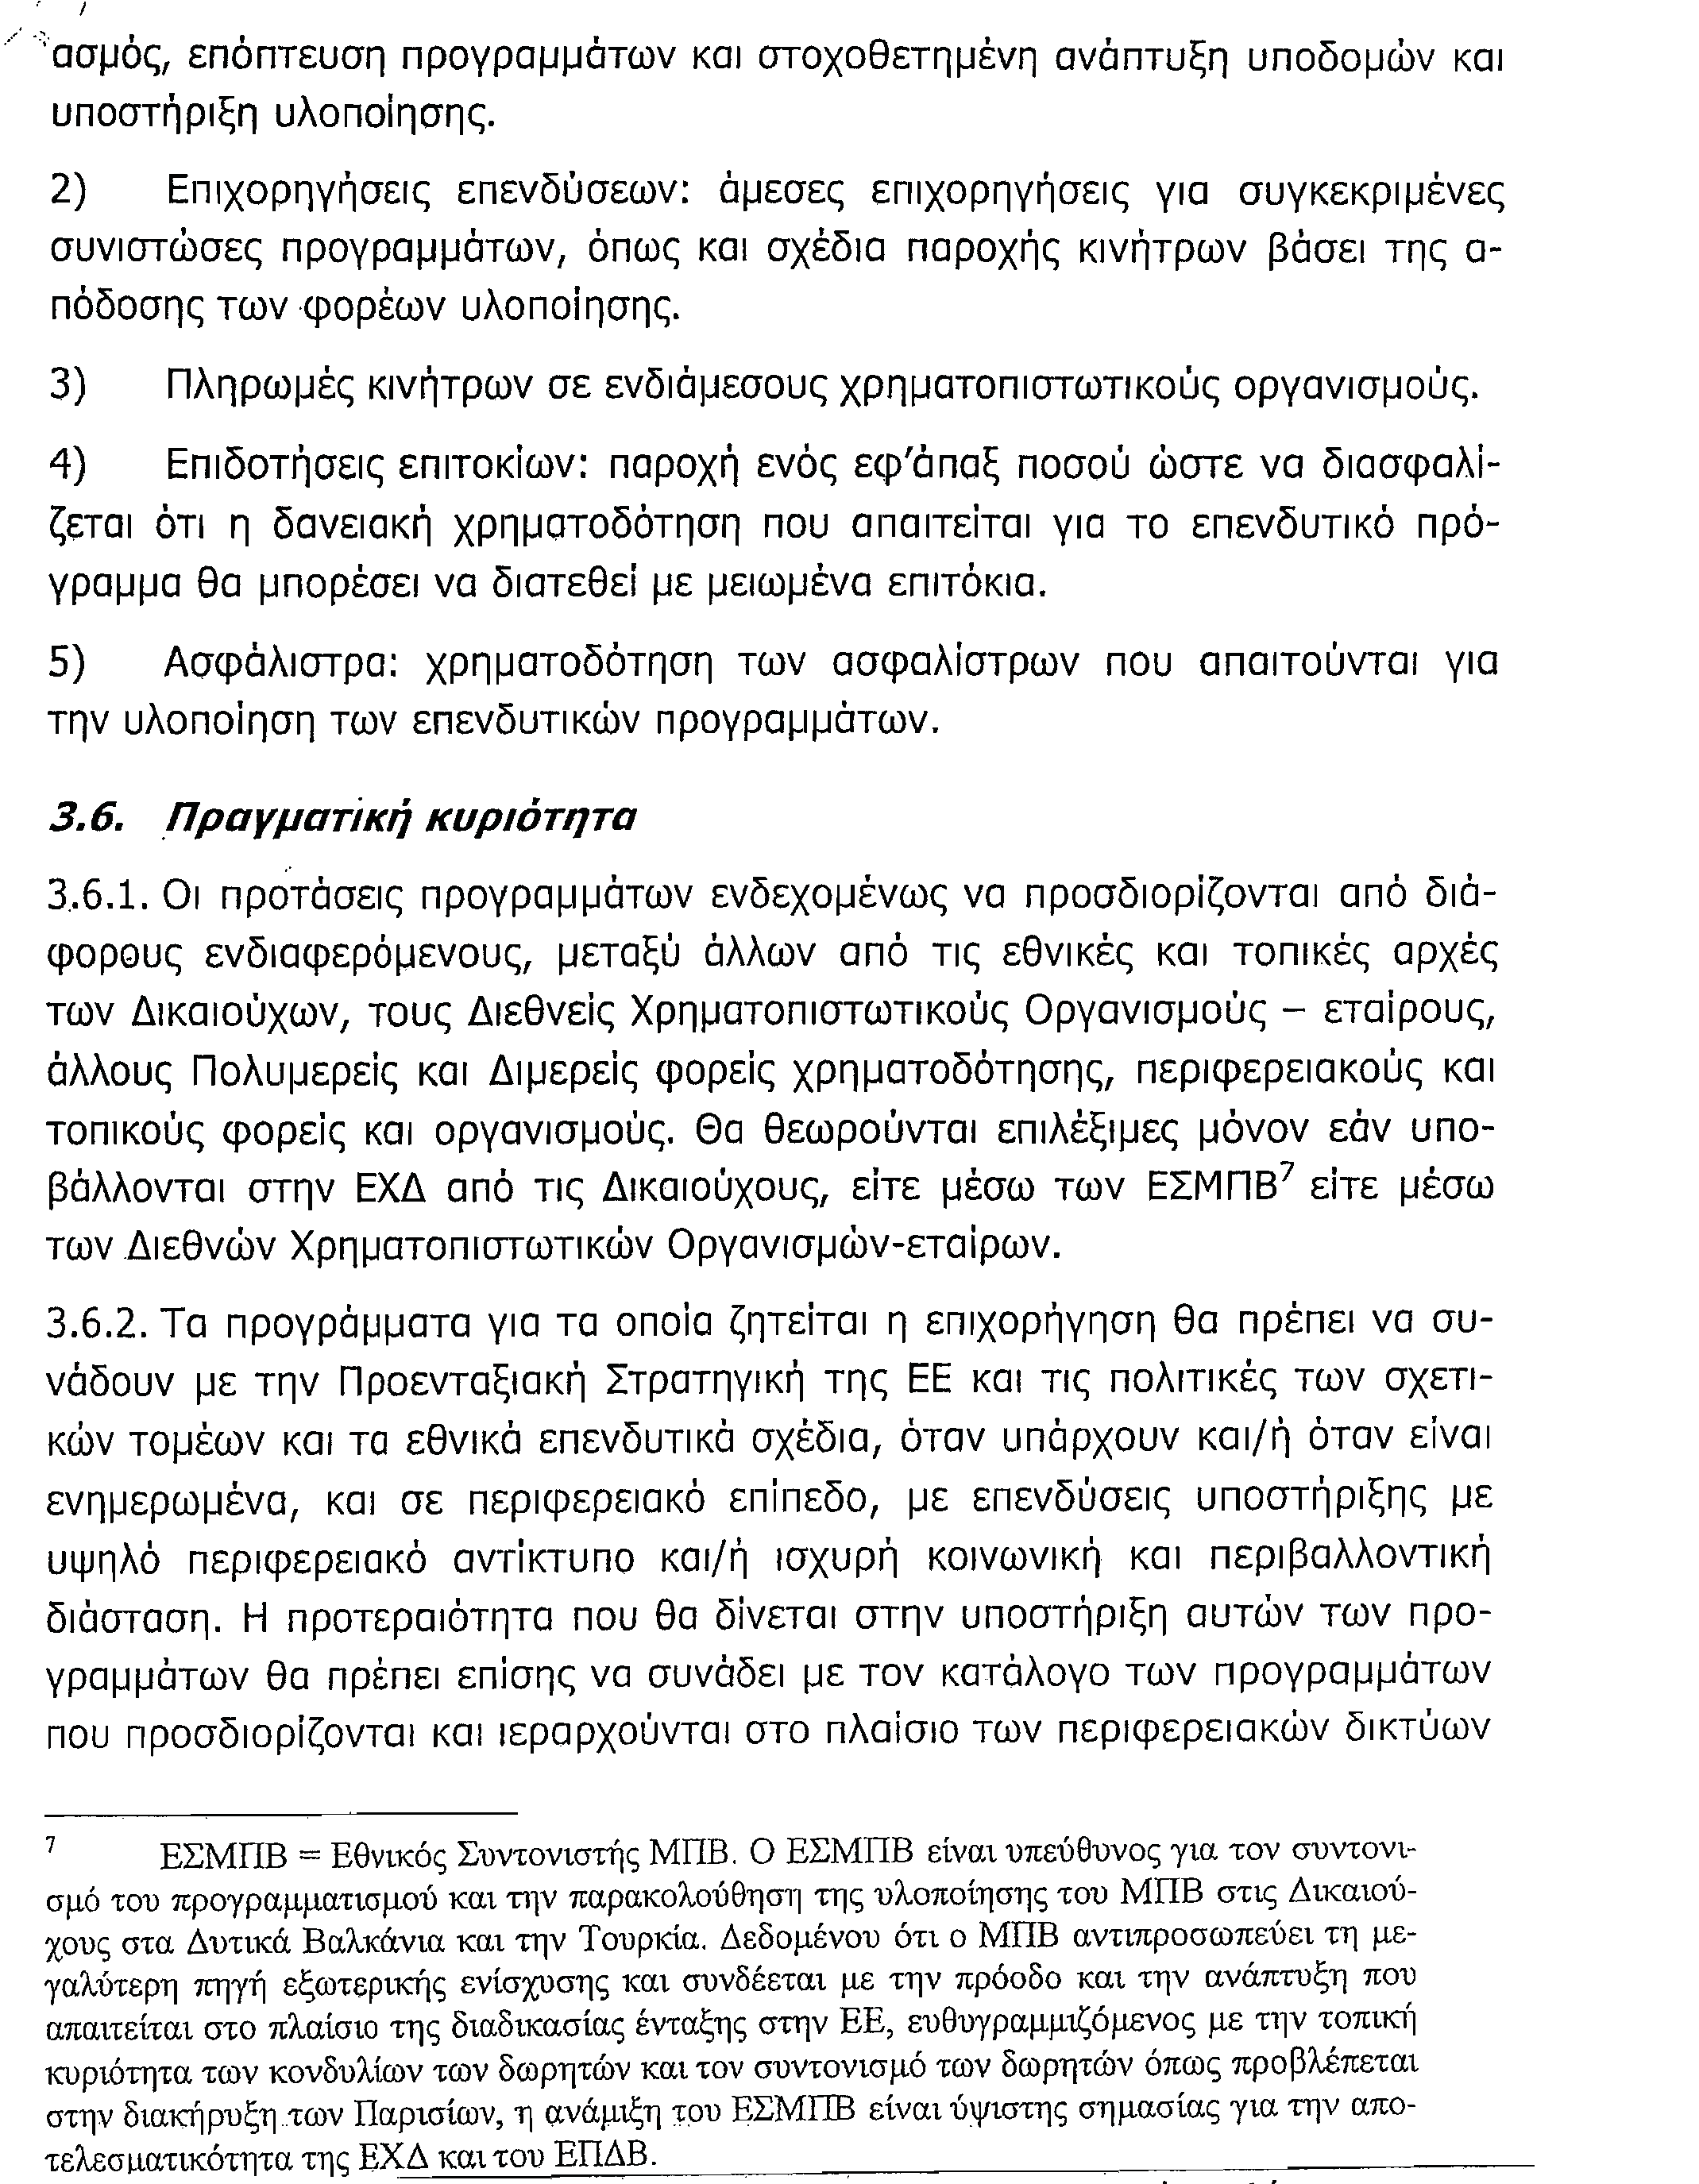 ασμός, επόπτευση προγραμμάτων και στοχοθετημένη ανάπτυξη υποδομών και
υποστήριξη υλοποίησης.
2) Επιχορηγήσεις επενδύσεων: άμεσες επιχορηγήσεις για συγκεκριμένες
συνιστώσες προγραμμάτων, όπως και σχέδια παροχής κινήτρων βάσει της α-
πόδοσης των φορέων υλοποίησης.
3) Πληρωμές κινήτρων σε ενδιάμεσους χρηματοπιστωτικούς οργανισμούς.
4) Επιδοτήσεις επιτοκίων: παροχή ενός εφ'άπαξ ποσού ώστε να διασφαλί-
ζεται ότι η δανειακή χρηματοδότηση που απαιτείται για το επενδυτικό πρό-
γραμμα θα μπορέσει να διατεθεί με μειωμένα επιτόκια.
5) Ασφάλιστρα: χρηματοδότηση των ασφαλίστρων που απαιτούνται για
την υλοποίηση των επενδυτικών προγραμμάτων.
3.6. Πραγματική κυριότητα
3.6.1. Οι προτάσεις προγραμμάτων ενδεχομένως να προσδιορίζονται από διά-
φορους ενδιαφερόμενους, μεταξύ άλλων από τις εθνικές και τοπικές αρχές
των Δικαιούχων, τους Διεθνείς Χρηματοπιστωτικούς Οργανισμούς – εταίρους,
άλλους Πολυμερείς και Διμερείς φορείς χρηματοδότησης, περιφερειακούς και
τοπικούς φορείς και οργανισμούς. Θα θεωρούνται επιλέξιμες μόνον εάν υπο-
βάλλονται στην ΕΧΔ από τις Δικαιούχους, είτε μέσω των ΕΣΜΠΒ⁷ είτε μέσω
των Διεθνών Χρηματοπιστωτικών Οργανισμών-εταίρων.
3.6.2. Τα προγράμματα για τα οποία ζητείται η επιχορήγηση θα πρέπει να συ-
νάδουν με την Προενταξιακή Στρατηγική της ΕΕ και τις πολιτικές των σχετι-
κών τομέων και τα εθνικά επενδυτικά σχέδια, όταν υπάρχουν και/ή όταν είναι
ενημερωμένα, και σε περιφερειακό επίπεδο, με επενδύσεις υποστήριξης με
υψηλό περιφερειακό αντίκτυπο και/ή ισχυρή κοινωνική και περιβαλλοντική
διάσταση. Η προτεραιότητα που θα δίνεται στην υποστήριξη αυτών των προ-
γραμμάτων θα πρέπει επίσης να συνάδει με τον κατάλογο των προγραμμάτων
που προσδιορίζονται και ιεραρχούνται στο πλαίσιο των περιφερειακών δικτύων
⁷ ΕΣΜΠΒ = Εθνικός Συντονιστής ΜΠΒ. Ο ΕΣΜΠΒ είναι υπεύθυνος για τον συντονι-
σμό του προγραμματισμού και την παρακολούθηση της υλοποίησης του ΜΠΒ στις Δικαιού-
χους στα Δυτικά Βαλκάνια και την Τουρκία. Δεδομένου ότι ο ΜΠΒ αντιπροσωπεύει τη με-
γαλύτερη πηγή εξωτερικής ενίσχυσης και συνδέεται με την πρόοδο και την ανάπτυξη που
απαιτείται στο πλαίσιο της διαδικασίας ένταξης στην ΕΕ, ευθυγραμμιζόμενος με την τοπική
κυριότητα των κονδυλίων των δωρητών και τον συντονισμό των δωρητών όπως προβλέπεται
στην διακήρυξη των Παρισίων, η ανάμιξη του ΕΣΜΠΒ είναι ύψιστης σημασίας για την απο-
τελεσματικότητα της ΕΧΔ και του ΕΠΔΒ.